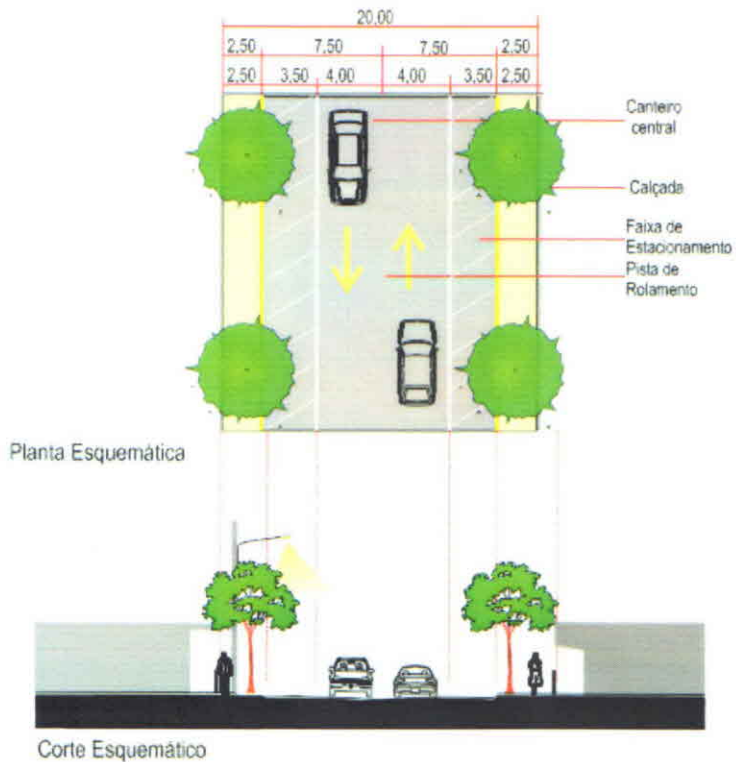 20,00
2,50 7,50 7,50 2,50
2,50 3,50 4,00 4,00 3,50 2,50
Canteiro
central
Calçada
Faixa de
Estacionamento
Pista de
Rolamento
Planta Esquemática
Corte Esquemático